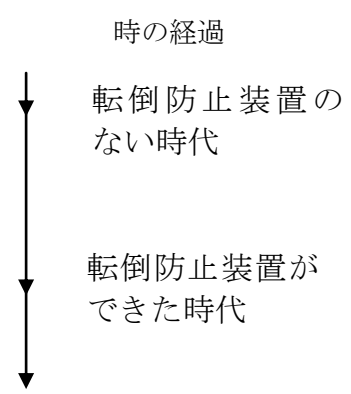 時の経過
転倒防止装置の
ない時代
転倒防止装置が
できた時代